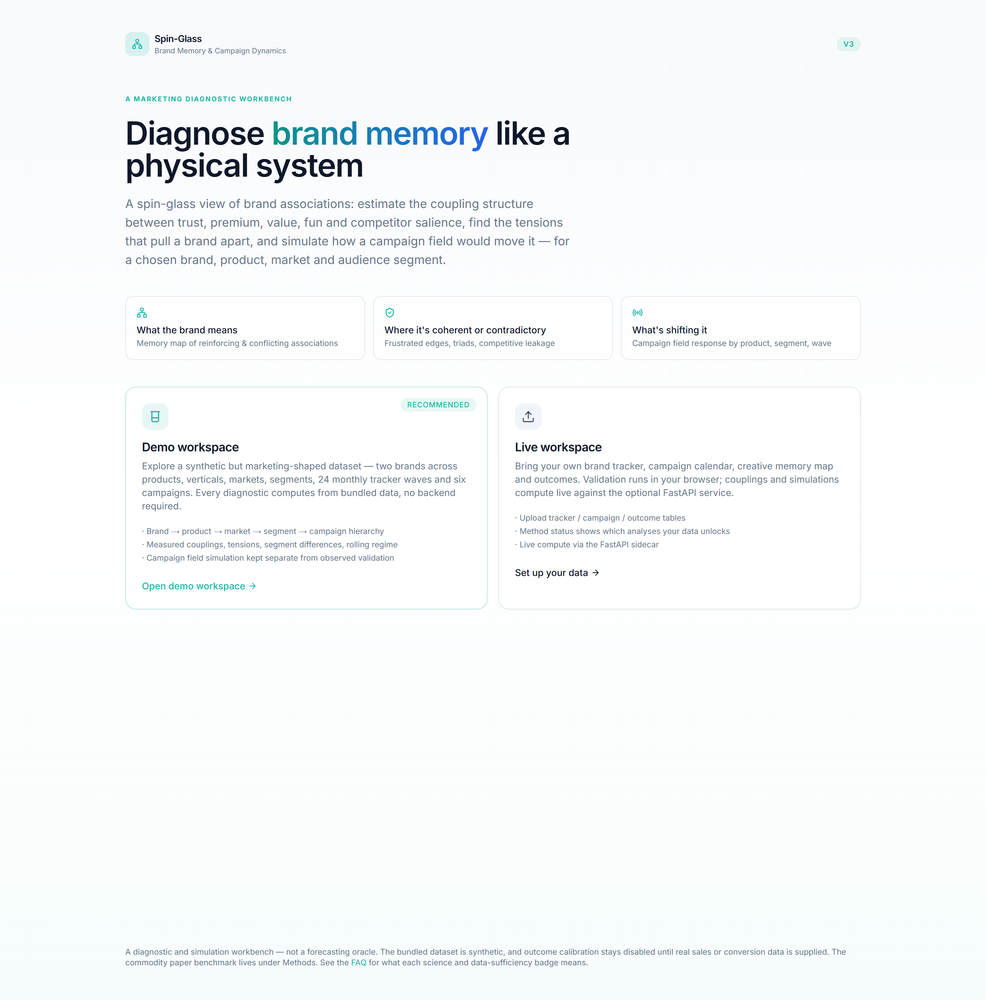 Spin-Glass
Brand Memory & Campaign Dynamics
V3
A MARKETING DIAGNOSTIC WORKBENCH
Diagnose brand memory like a
physical system
A spin-glass view of brand associations: estimate the coupling structure
between trust, premium, value, fun and competitor salience, find the tensions
that pull a brand apart, and simulate how a campaign field would move it — for
a chosen brand, product, market and audience segment.
What the brand means
Memory map of reinforcing & conflicting associations
Where it's coherent or contradictory
Frustrated edges, triads, competitive leakage
What's shifting it
Campaign field response by product, segment, wave
RECOMMENDED
Demo workspace
Explore a synthetic but marketing-shaped dataset — two brands across
products, verticals, markets, segments, 24 monthly tracker waves and six
campaigns. Every diagnostic computes from bundled data, no backend
required.
· Brand → product → market → segment → campaign hierarchy
· Measured couplings, tensions, segment differences, rolling regime
· Campaign field simulation kept separate from observed validation
Open demo workspace →
Live workspace
Bring your own brand tracker, campaign calendar, creative memory map
and outcomes. Validation runs in your browser; couplings and simulations
compute live against the optional FastAPI service.
· Upload tracker / campaign / outcome tables
· Method status shows which analyses your data unlocks
· Live compute via the FastAPI sidecar
Set up your data →
A diagnostic and simulation workbench — not a forecasting oracle. The bundled dataset is synthetic, and outcome calibration stays disabled until real sales or conversion data is supplied. The
commodity paper benchmark lives under Methods. See the FAQ for what each science and data-sufficiency badge means.